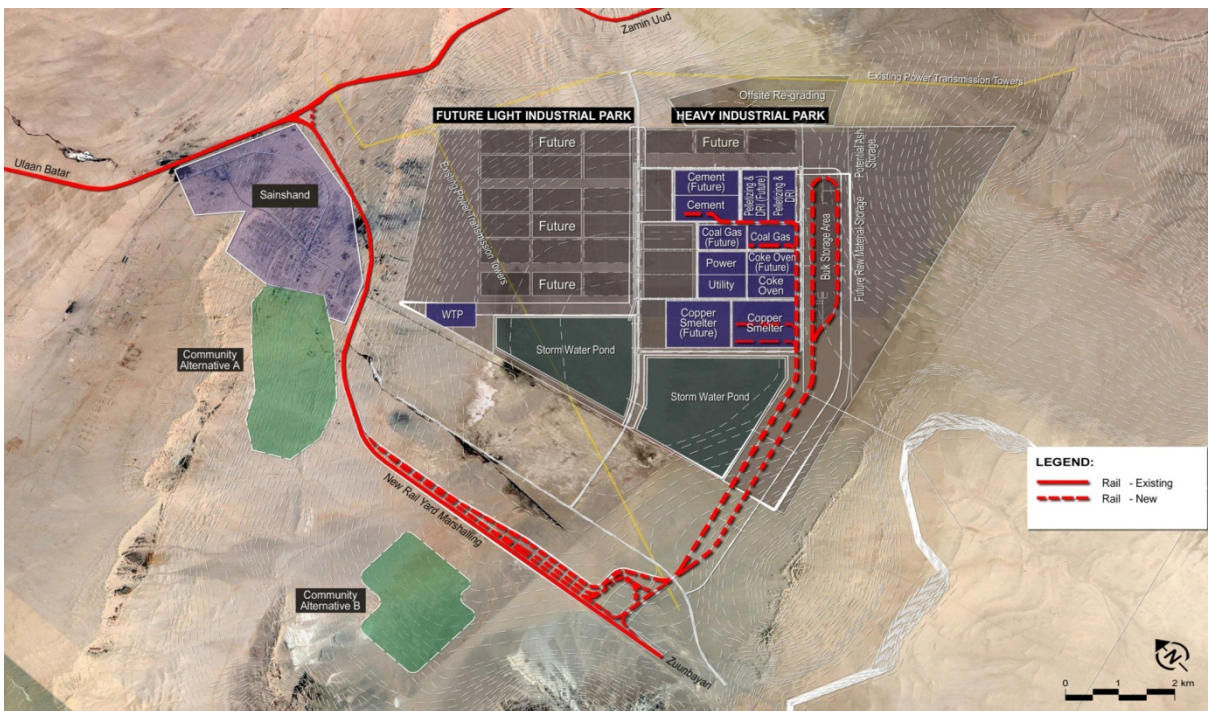 Zamin Uud
Existing Power Transmission Towers
Offsite Re-grading
FUTURE LIGHT INDUSTRIAL PARK
HEAVY INDUSTRIAL PARK
Ulaan Batar
Sainshand
Existing Power Transmission Towers
Future
Future
Future
Future
Potential Ash
Storage
Cement
(Future)
Cement
Pelletizing &
DRI (Future)
Pelletizing &
DRI
Coal Gas
(Future)
Coal Gas
Power
Coke Oven
(Future)
Utility
Coke
Oven
Bulk Storage Area
Future Raw Material Storage
WTP
Copper
Smelter
(Future)
Copper
Smelter
Storm Water Pond
Storm Water Pond
Community
Alternative A
New Rail Yard Marshalling
Community
Alternative B
Zuunbayan
LEGEND:
Rail - Existing
Rail - New
N
0 1 2 km